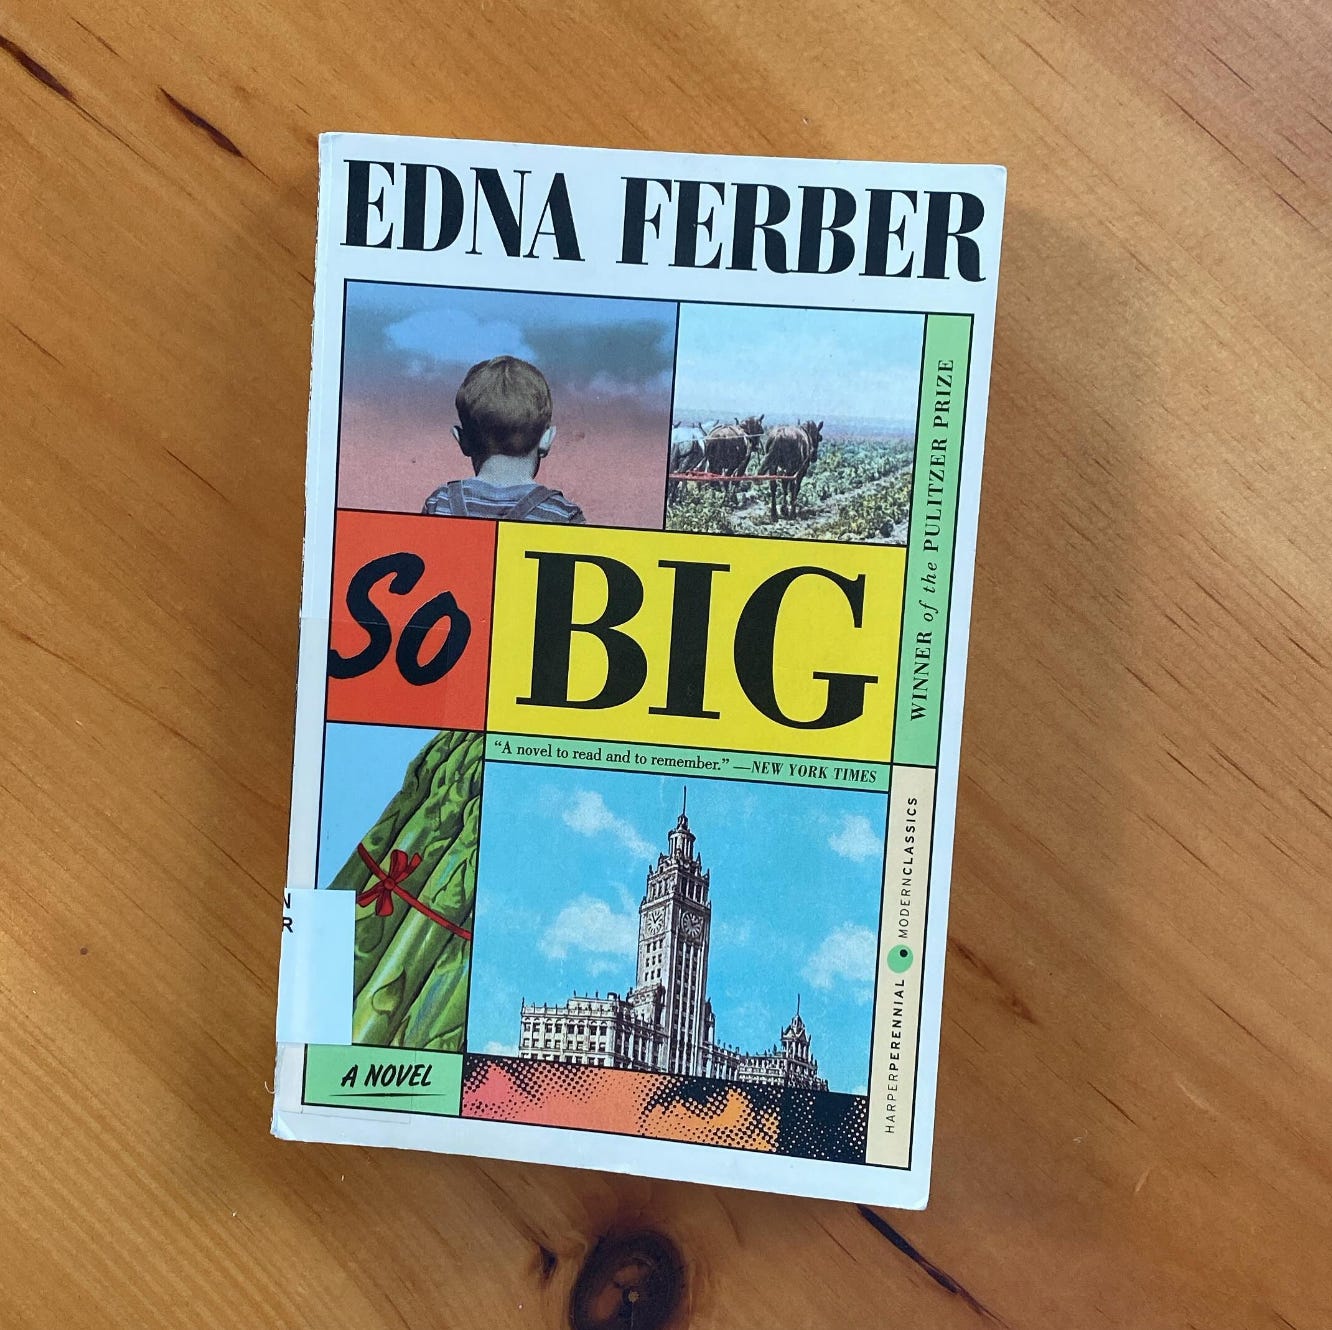 EDNA FERBER
WINNER of the PULITZER PRIZE
So BIG
“A novel to read and to remember.” —NEW YORK TIMES
HARPERPERENNIAL MODERNCLASSICS
N
R
A NOVEL